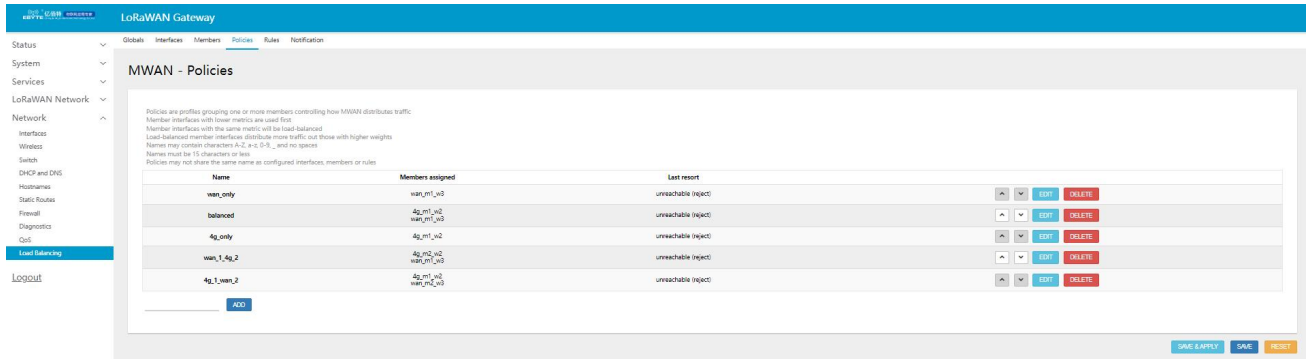 EBYTE 亿佰特
LoRaWAN Gateway
Status
System
Services
LoRaWAN Network
Network
Interfaces
Wireless
Switch
DHCP and DNS
Hostnames
Static Routes
Firewall
Diagnostics
QoS
Load Balancing
Logout
Globals Interfaces Members Policies Rules Notification
MWAN - Policies
Policies are profiles grouping one or more members controlling how MWAN distributes traffic
Member interfaces with lower metrics are used first
Member interfaces with the same metric will be load-balanced
Load-balanced member interfaces distribute more traffic out those with higher weights
Names may contain characters A-Z, a-z, 0-9, _ and no spaces
Names must be 15 characters or less
Policies may not share the same name as configured interfaces, members or rules
Name Members assigned Last resort
wan_only wan_m1_w3 unreachable (reject) EDIT DELETE
balanced 4g_m1_w2 unreachable (reject) EDIT DELETE
wan_m1_w3
4g_only 4g_m1_w2 unreachable (reject) EDIT DELETE
wan_1_4g_2 4g_m2_w2 unreachable (reject) EDIT DELETE
wan_m1_w3
4g_1_wan_2 4g_m1_w2 unreachable (reject) EDIT DELETE
wan_m2_w3
ADD
SAVE & APPLY SAVE RESET